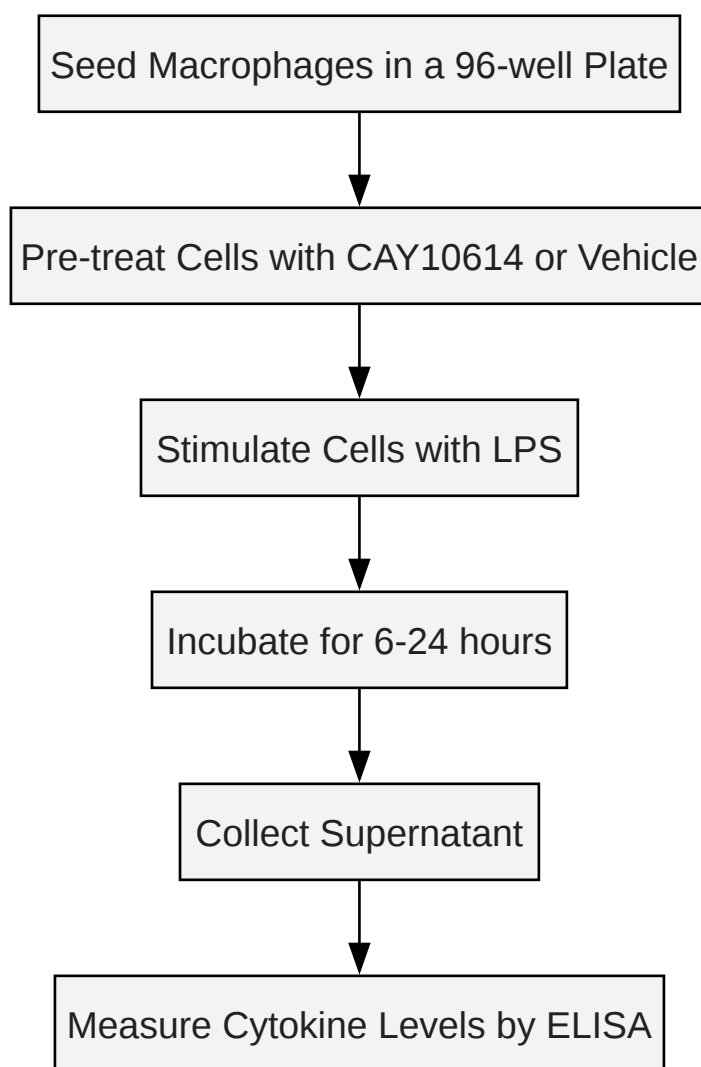 Seed Macrophages in a 96-well Plate
Pre-treat Cells with CAY10614 or Vehicle
Stimulate Cells with LPS
Incubate for 6-24 hours
Collect Supernatant
Measure Cytokine Levels by ELISA